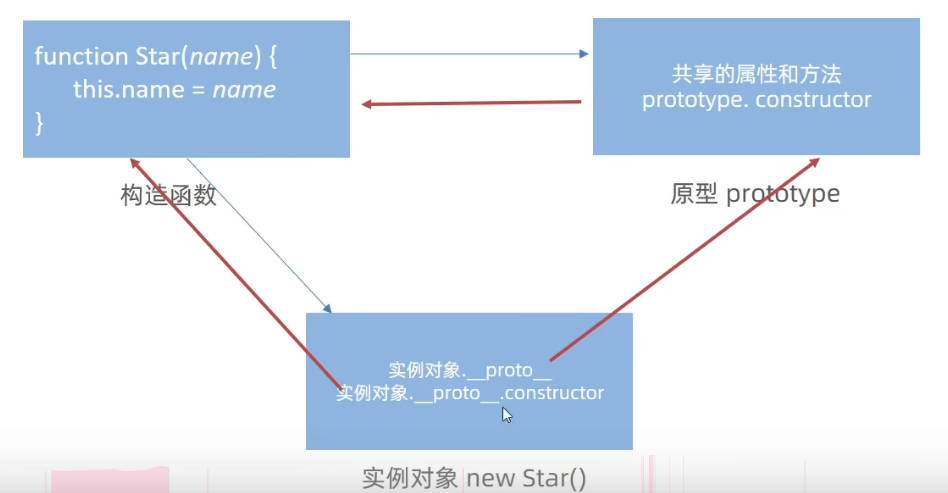 function Star(name) {
this.name = name
}
共享的属性和方法
prototype. constructor
构造函数
原型 prototype
实例对象.__proto__
实例对象.__proto__.constructor
实例对象 new Star()